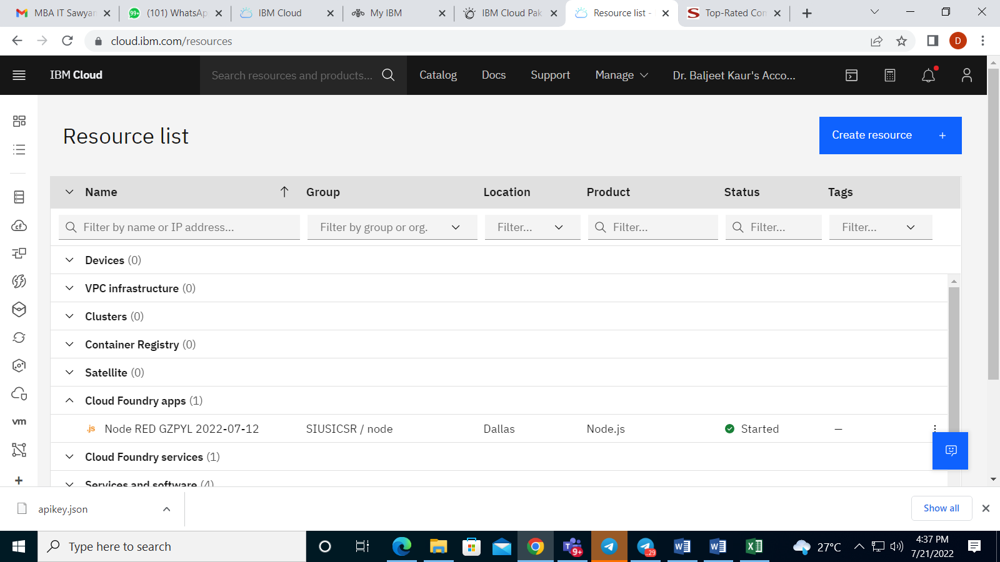 MBA IT Sawyan
(101) WhatsAp
IBM Cloud
My IBM
IBM Cloud Pak
Resource list -
Top-Rated Con
cloud.ibm.com/resources
D
IBM Cloud
Search resources and products...
Catalog
Docs
Support
Manage
Dr. Baljeet Kaur's Acco...
Resource list
Create resource +
Name
Group
Location
Product
Status
Tags
Filter by name or IP address...
Filter by group or org.
Filter...
Filter...
Filter...
Filter...
Devices (0)
VPC infrastructure (0)
Clusters (0)
Container Registry (0)
Satellite (0)
Cloud Foundry apps (1)
.js Node RED GZPYL 2022-07-12 SIUSICSR / node Dallas Node.js Started –
Cloud Foundry services (1)
Services and software (4)
cf
vm
apikey.json
Show all
Type here to search
9+
.29
27°C
4:37 PM
7/21/2022